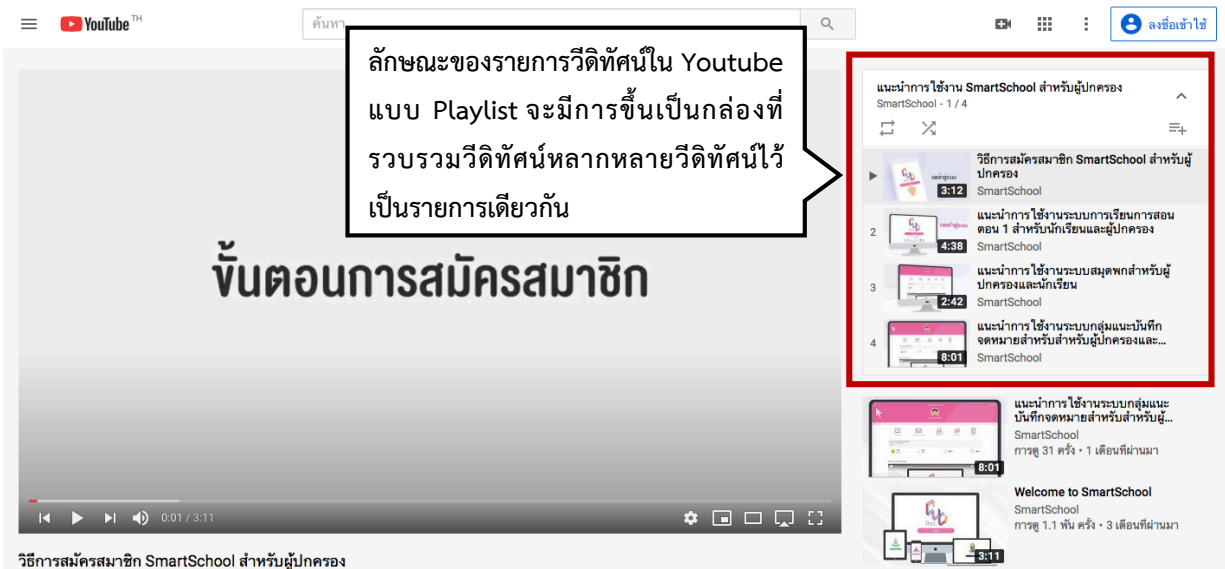 YouTube TH
ค้นหา
ลงชื่อเข้าใช้
ลักษณะของรายการวีดิทัศน์ใน Youtube
แบบ Playlist จะมีการขึ้นเป็นกล่องที่
รวบรวมวีดิทัศน์หลากหลายวีดิทัศน์ไว้
เป็นรายการเดียวกัน
ขั้นตอนการสมัครสมาชิก
0:01 / 3:11
วิธีการสมัครสมาชิก SmartSchool สำหรับผู้ปกครอง
แนะนำการใช้งาน SmartSchool สำหรับผู้ปกครอง
SmartSchool - 1 / 4
วิธีการสมัครสมาชิก SmartSchool สำหรับผู้
ปกครอง
3:12
SmartSchool
2
แนะนำการใช้งานระบบการเรียนการสอน
ตอน 1 สำหรับนักเรียนและผู้ปกครอง
4:38
SmartSchool
3
แนะนำการใช้งานระบบสมุดพกสำหรับผู้
ปกครองและนักเรียน
2:42
SmartSchool
4
แนะนำการใช้งานระบบกลุ่มแนะบันทึก
จดหมายสำหรับสำหรับผู้ปกครองและ...
8:01
SmartSchool
แนะนำการใช้งานระบบกลุ่มแนะ
บันทึกจดหมายสำหรับสำหรับผู้...
SmartSchool
การดู 31 ครั้ง • 1 เดือนที่ผ่านมา
8:01
Welcome to SmartSchool
SmartSchool
การดู 1.1 พัน ครั้ง • 3 เดือนที่ผ่านมา
3:11